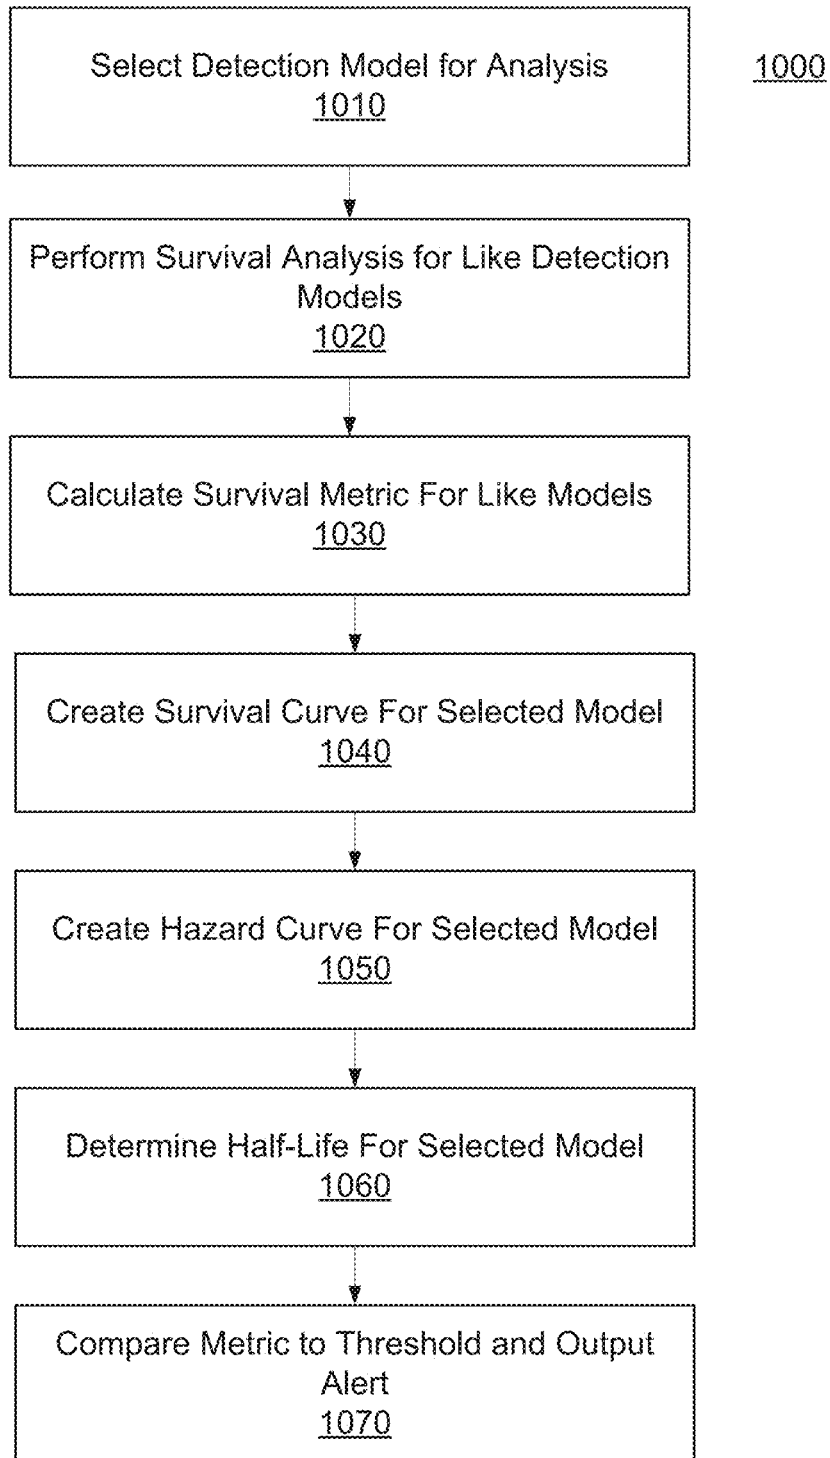 Select Detection Model for Analysis
1010
1000
Perform Survival Analysis for Like Detection
Models
1020
Calculate Survival Metric For Like Models
1030
Create Survival Curve For Selected Model
1040
Create Hazard Curve For Selected Model
1050
Determine Half-Life For Selected Model
1060
Compare Metric to Threshold and Output
Alert
1070